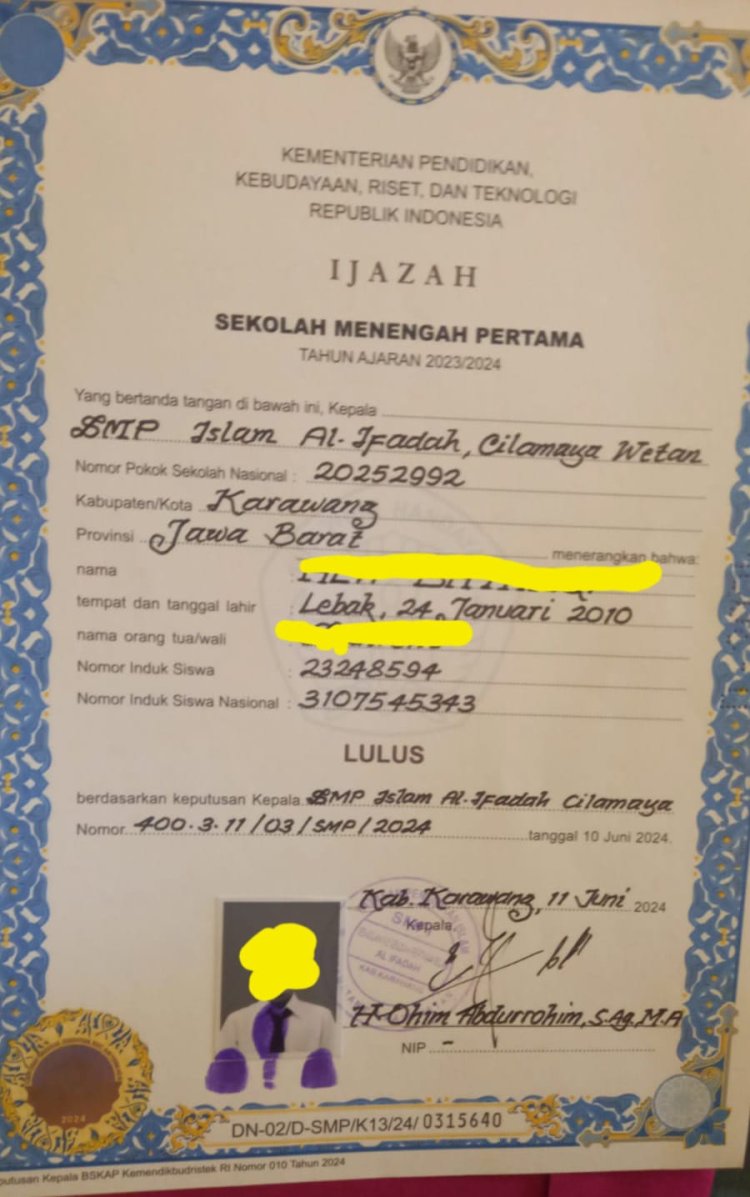 KEMENTERIAN PENDIDIKAN,
KEBUDAYAAN, RISET, DAN TEKNOLOGI
REPUBLIK INDONESIA
IJAZAH
SEKOLAH MENENGAH PERTAMA
TAHUN AJARAN 2023/2024
Yang bertanda tangan di bawah ini, Kepala
SMP Islam Al-Ifadah, Cilamaya Wetan
Nomor Pokok Sekolah Nasional : 20252992
Kabupaten/Kota Karawang
Provinsi Jawa Barat menerangkan bahwa:
nama :
tempat dan tanggal lahir : Lebak, 24 Januari 2010
nama orang tua/wali :
Nomor Induk Siswa : 23248594
Nomor Induk Siswa Nasional : 3107545343
LULUS
berdasarkan keputusan Kepala SMP Islam Al-Ifadah Cilamaya
Nomor 400.3.11/03/SMP/2024 tanggal 10 Juni 2024.
Kab. Karawang, 11 Juni 2024
Kepala,
SMP
AL IFADAH
H. Ohim Abdurrohim, S.Ag, M.A
NIP. -
2024
DN-02/D-SMP/K13/24/0315640
Kepala BSKAP Kemendikbudristek RI Nomor 010 Tahun 2024